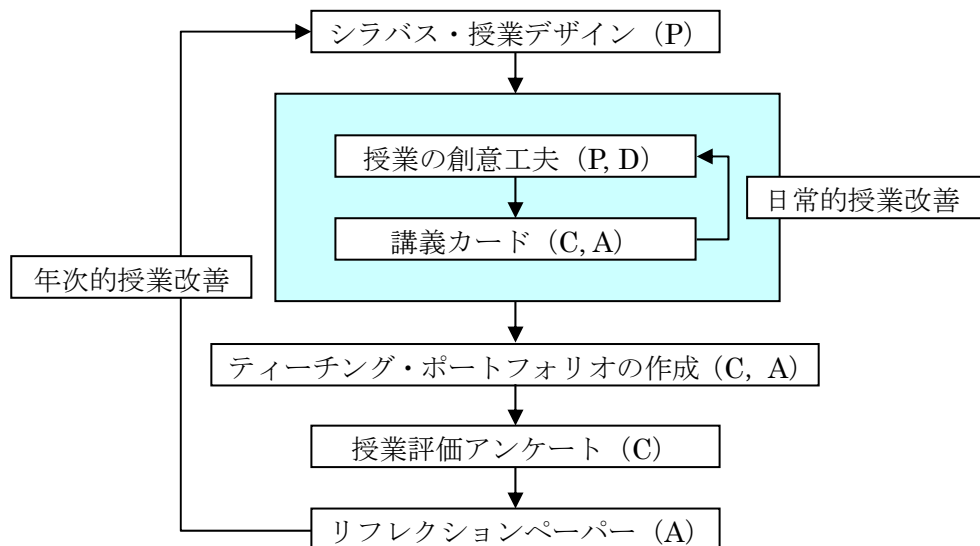 シラバス・授業デザイン（P）
授業の創意工夫（P, D）
日常的授業改善
講義カード（C, A）
年次的授業改善
ティーチング・ポートフォリオの作成（C, A）
授業評価アンケート（C）
リフレクションペーパー（A）